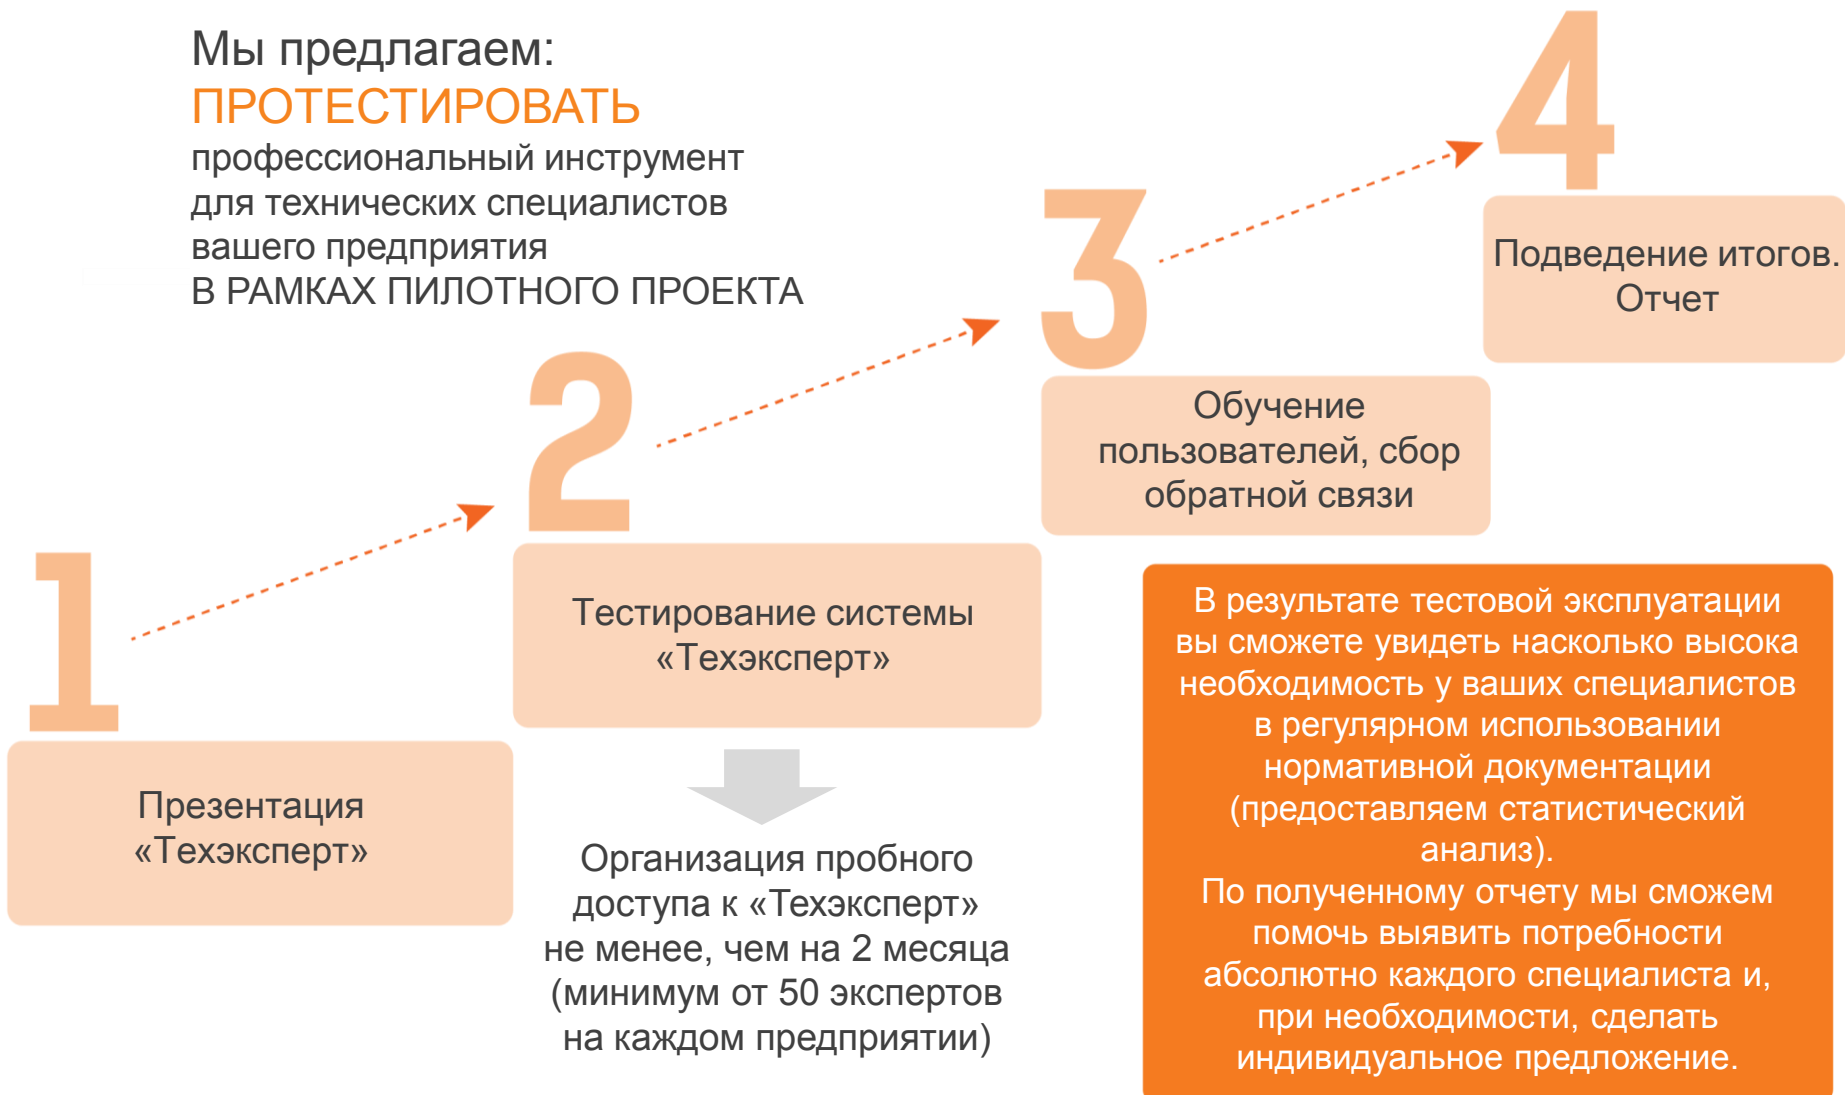 Мы предлагаем:
ПРОТЕСТИРОВАТЬ
профессиональный инструмент
для технических специалистов
вашего предприятия
В РАМКАХ ПИЛОТНОГО ПРОЕКТА
1
Презентация
«Техэксперт»
2
Тестирование системы
«Техэксперт»
Организация пробного
доступа к «Техэксперт»
не менее, чем на 2 месяца
(минимум от 50 экспертов
на каждом предприятии)
3
Обучение
пользователей, сбор
обратной связи
4
Подведение итогов.
Отчет
В результате тестовой эксплуатации
вы сможете увидеть насколько высока
необходимость у ваших специалистов
в регулярном использовании
нормативной документации
(предоставляем статистический
анализ).
По полученному отчету мы сможем
помочь выявить потребности
абсолютно каждого специалиста и,
при необходимости, сделать
индивидуальное предложение.